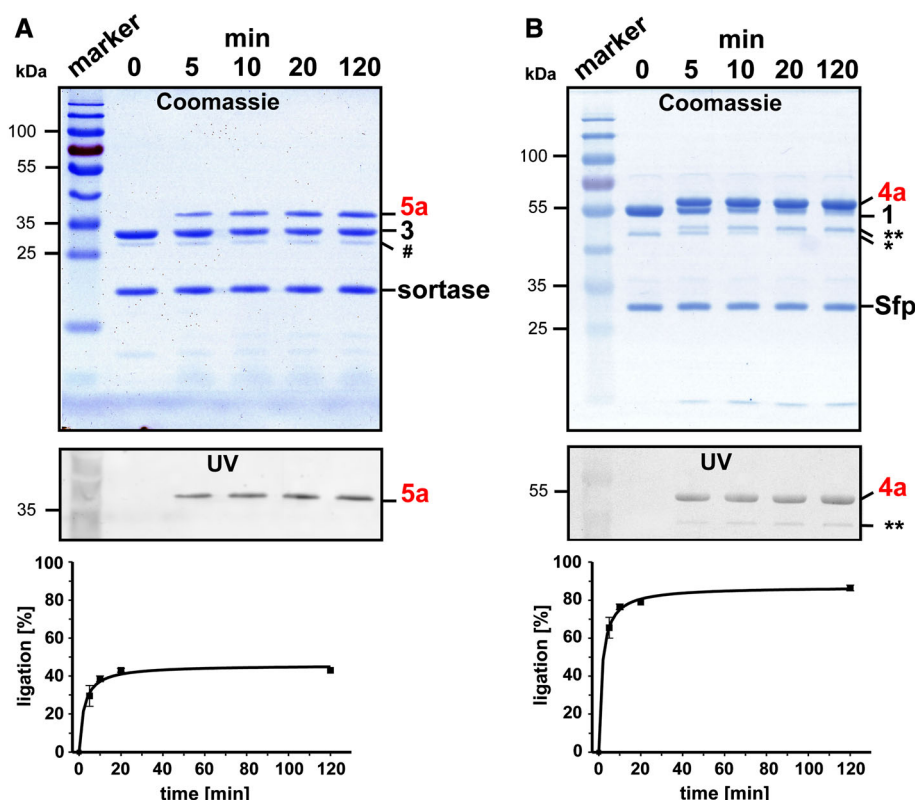 A
marker
min
kDa
0 5 10 20 120
Coomassie
100
55
35
25
5a
3
#
sortase
UV
35
5a
100
80
60
40
20
0
ligation [%]
0 20 40 60 80 100 120
time [min]
B
marker
min
kDa
0 5 10 20 120
Coomassie
100
55
35
25
4a
1
**
*
Sfp
UV
55
4a
**
100
80
60
40
20
0
ligation [%]
0 20 40 60 80 100 120
time [min]